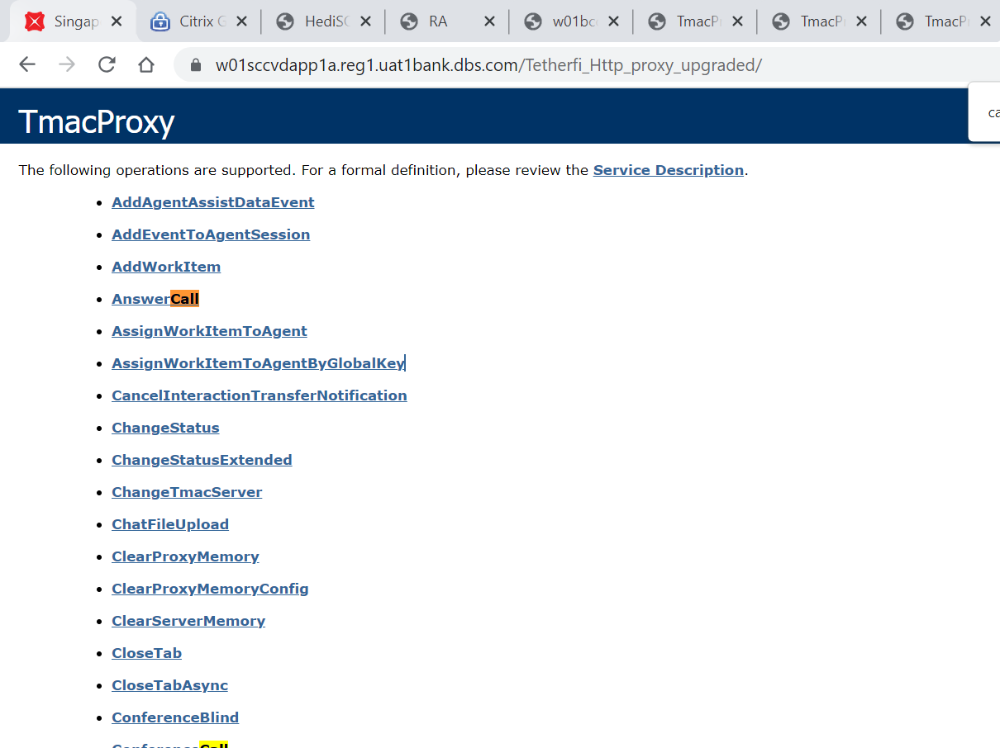 Singap
Citrix G
HediSC
RA
w01bcc
TmacPr
TmacPr
TmacPr
w01sccvdapp1a.reg1.uat1bank.dbs.com/Tetherfi_Http_proxy_upgraded/
ca
TmacProxy
The following operations are supported. For a formal definition, please review the Service Description.
AddAgentAssistDataEvent
AddEventToAgentSession
AddWorkItem
AnswerCall
AssignWorkItemToAgent
AssignWorkItemToAgentByGlobalKey
CancelInteractionTransferNotification
ChangeStatus
ChangeStatusExtended
ChangeTmacServer
ChatFileUpload
ClearProxyMemory
ClearProxyMemoryConfig
ClearServerMemory
CloseTab
CloseTabAsync
ConferenceBlind
ConferenceCall